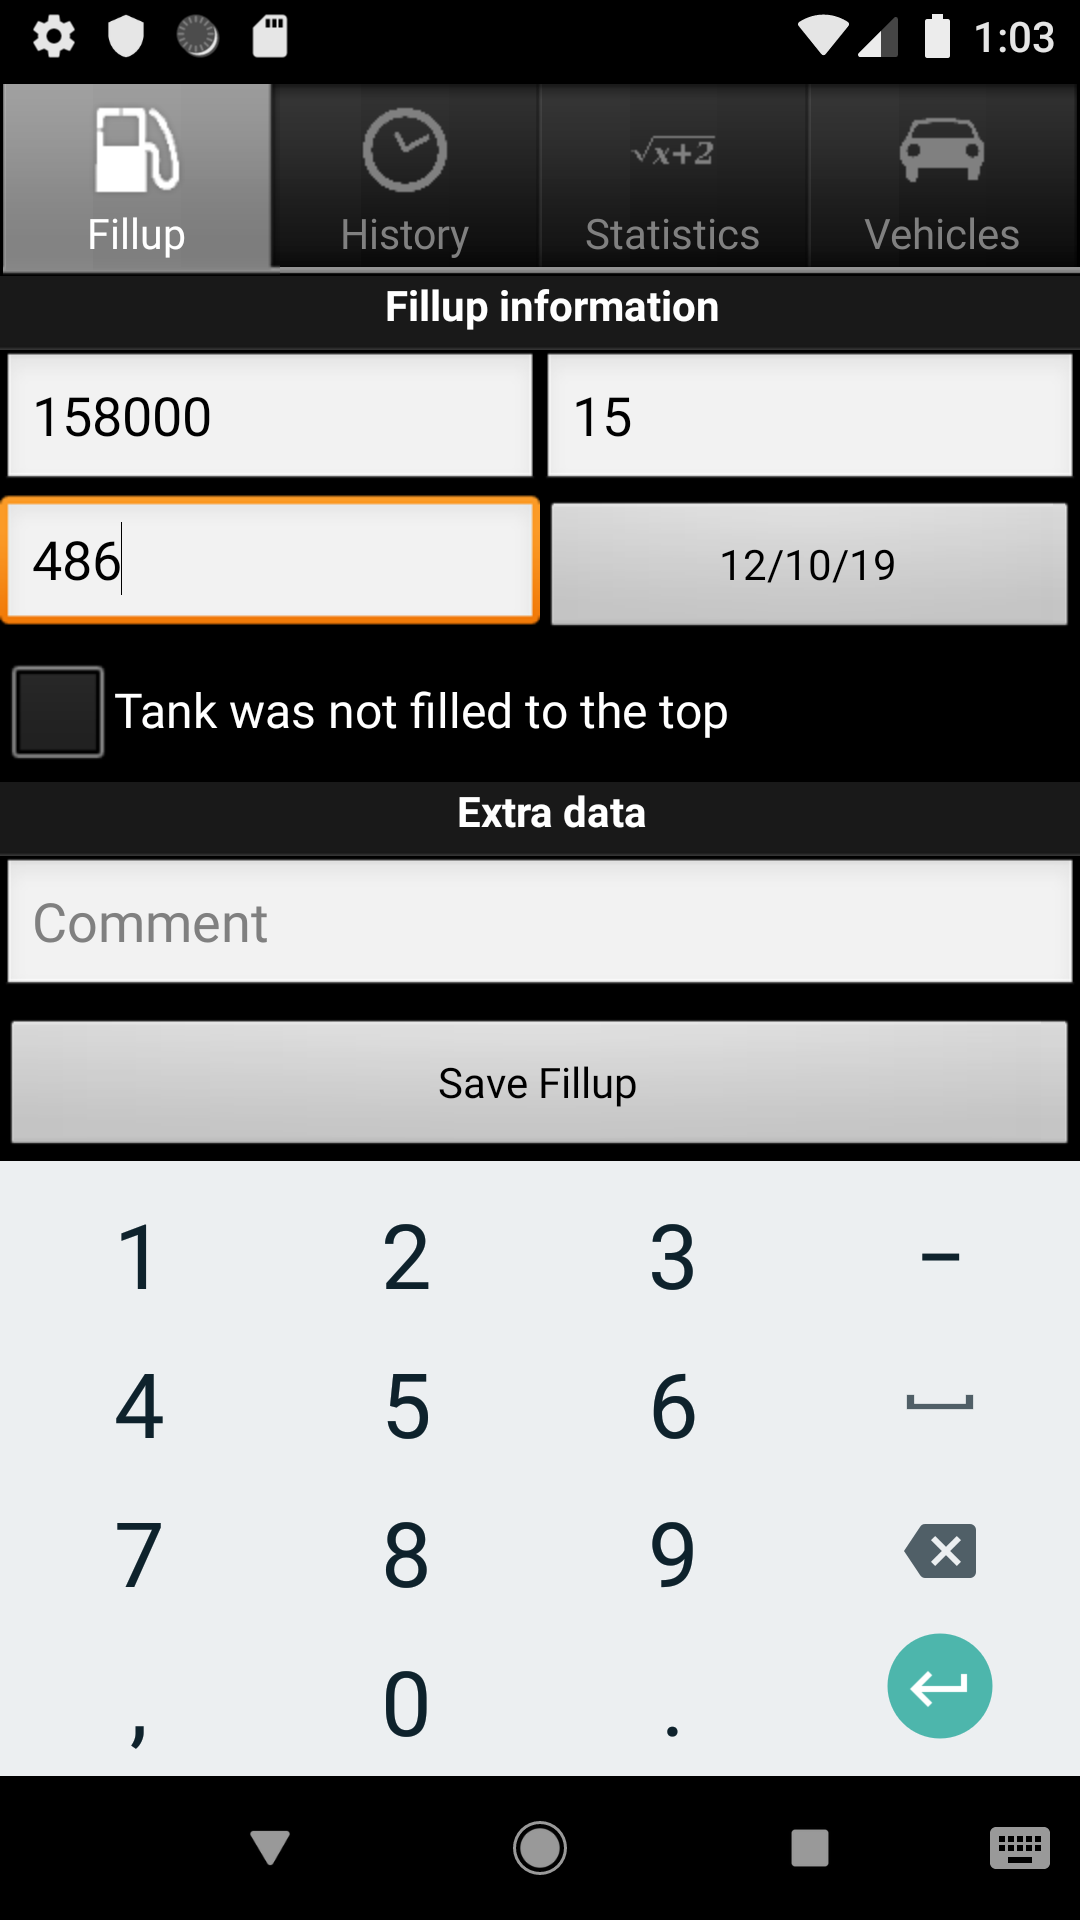 1:03
Fillup
History
√x+2
Statistics
Vehicles
Fillup information
158000
15
486
12/10/19
Tank was not filled to the top
Extra data
Comment
Save Fillup
1 2 3 –
4 5 6
7 8 9
, 0 .